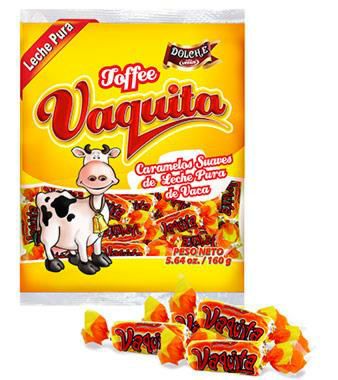 Leche Pura
Toffee
DOLCHE
Vaquita
Caramelos Suaves
de Leche Pura
de Vaca
PESO NETO
5.64 oz. / 160 g
Vaquita
Vaquita
Vaquita